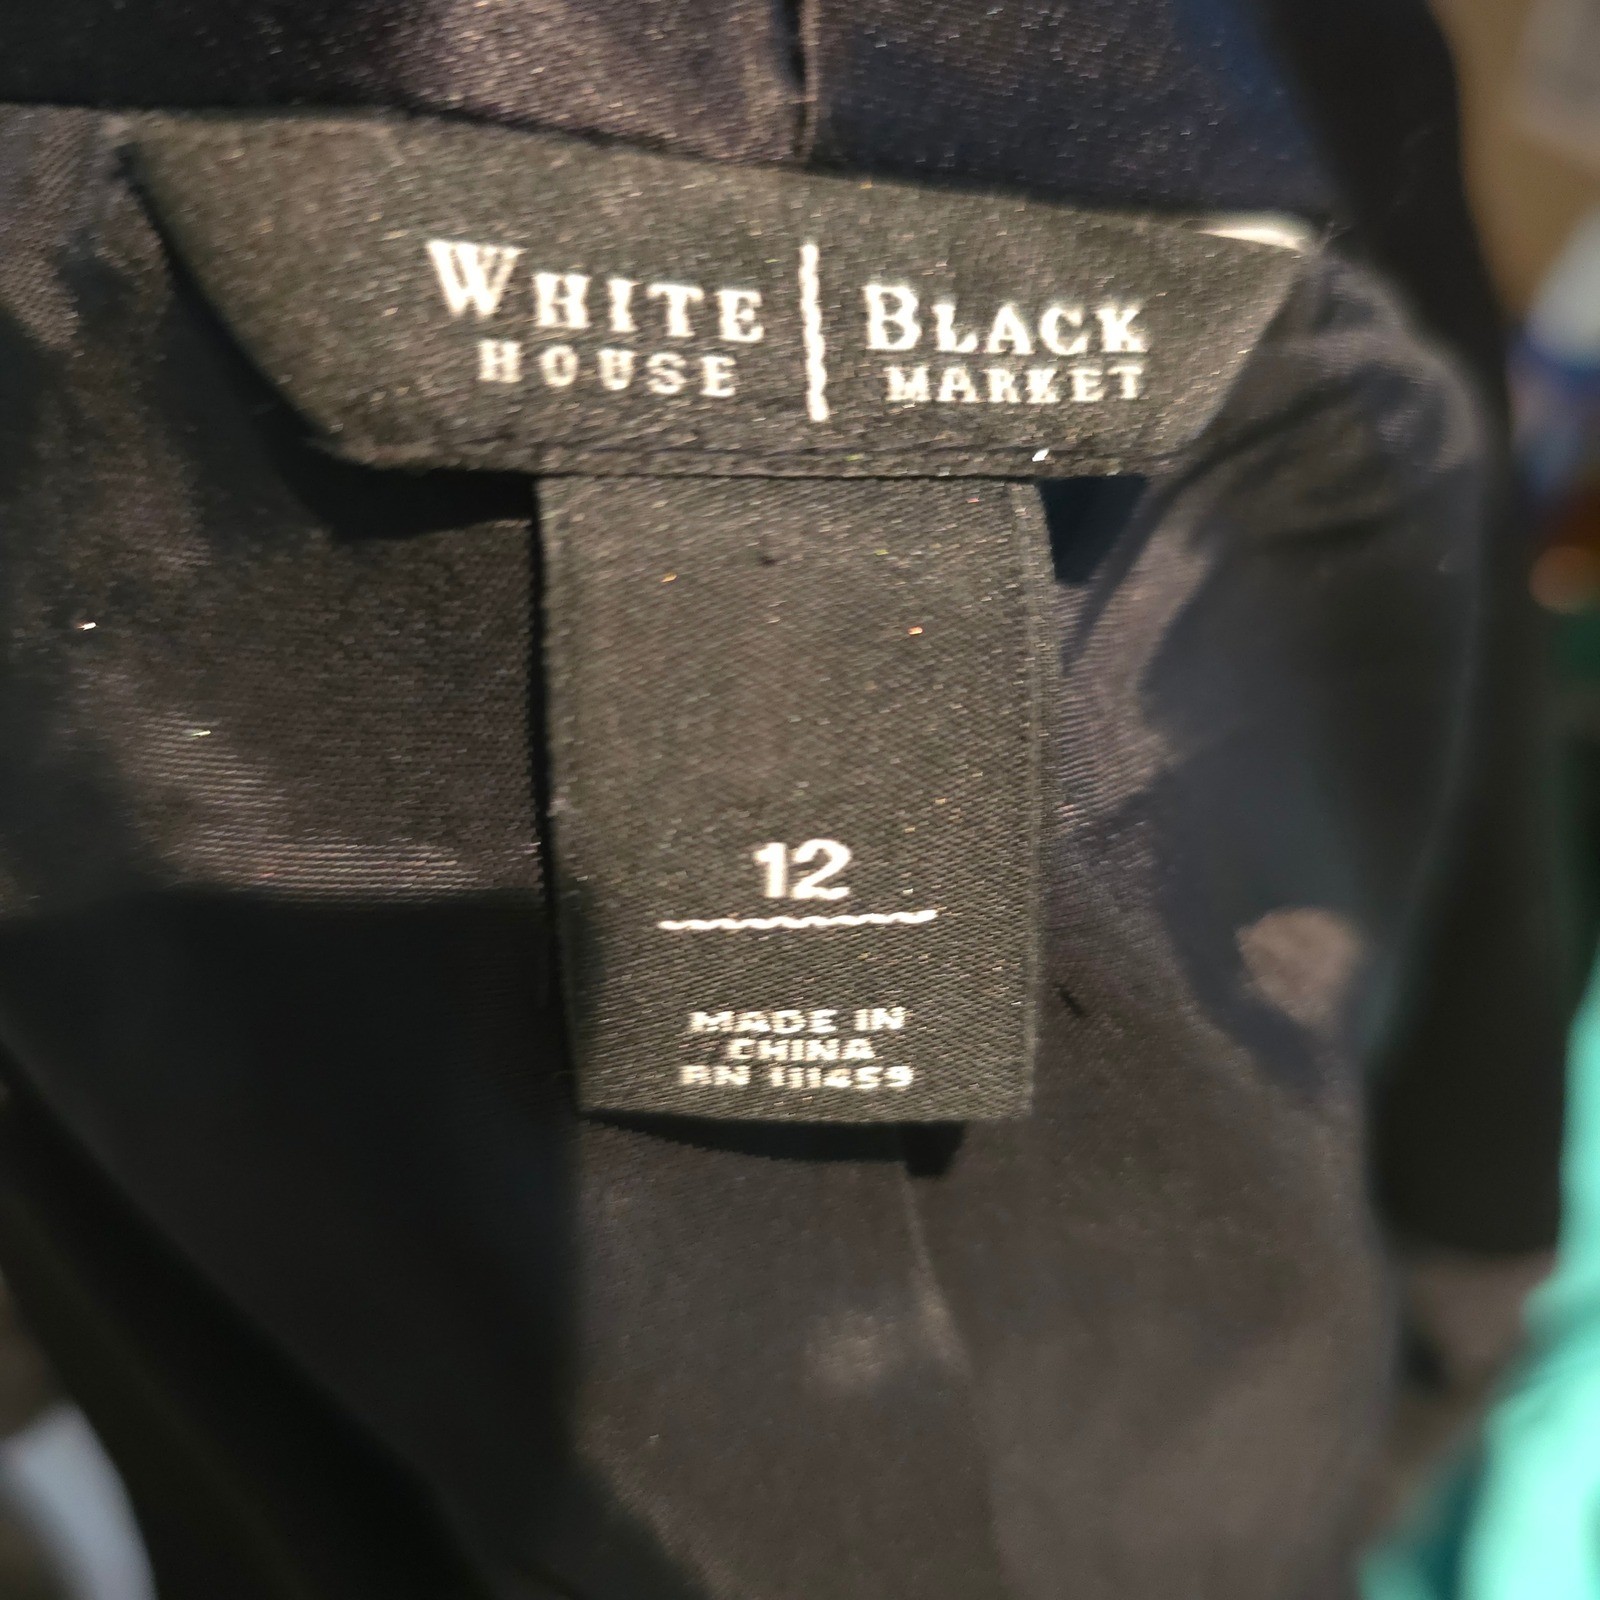 WHITE | BLACK
HOUSE | MARKET
12
MADE IN
CHINA
RN 111459